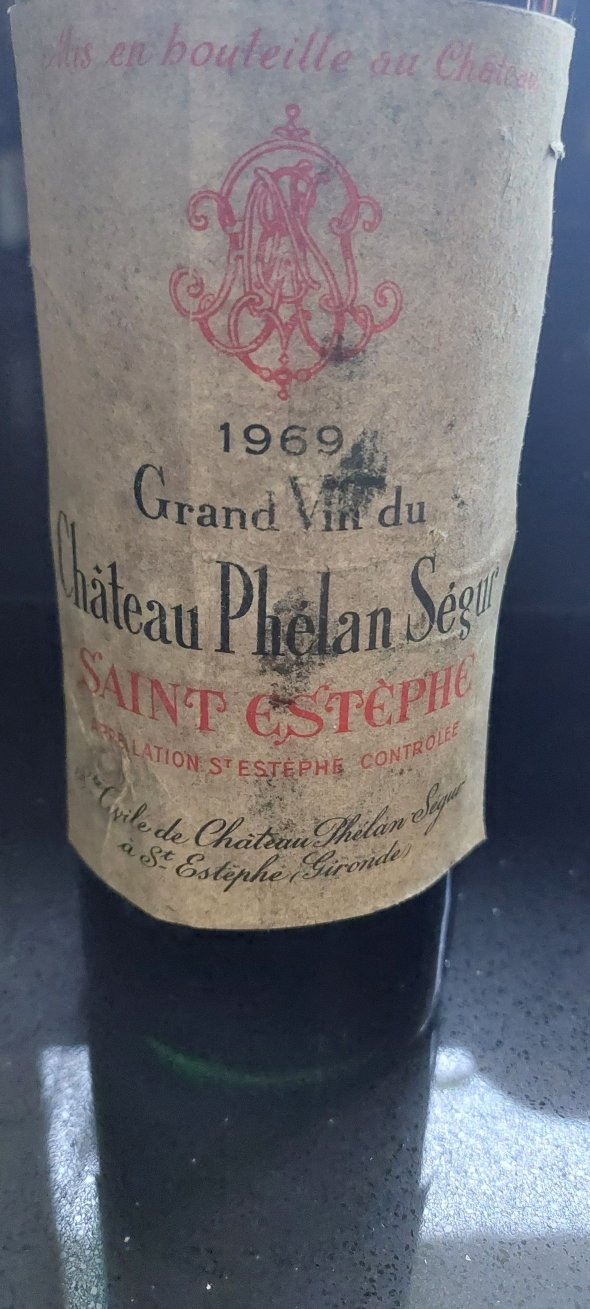 Mis en bouteille au Château
1969
Grand Vin du
Château Phélan Ségur
SAINT ESTÈPHE
APPELLATION ST ESTÈPHE CONTROLÉE
Civile de Château Phélan Ségur
à St. Estèphe (Gironde)